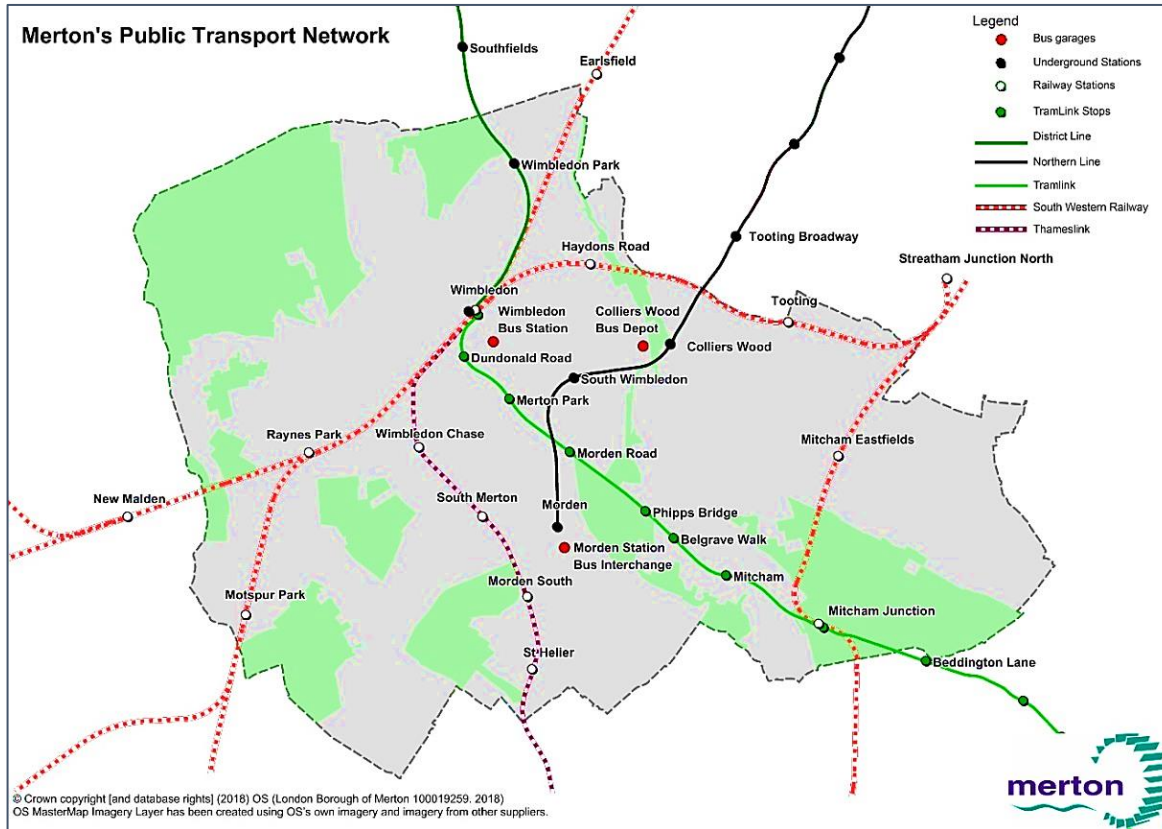 Merton's Public Transport Network
Legend
Bus garages
Underground Stations
Railway Stations
TramLink Stops
District Line
Northern Line
Tramlink
South Western Railway
Thameslink
Southfields
Earlsfield
Wimbledon Park
Tooting Broadway
Haydons Road
Streatham Junction North
Wimbledon
Tooting
Wimbledon
Bus Station
Colliers Wood
Bus Depot
Colliers Wood
Dundonald Road
South Wimbledon
Merton Park
Raynes Park
Wimbledon Chase
Mitcham Eastfields
Morden Road
New Malden
South Merton
Morden
Phipps Bridge
Belgrave Walk
Morden Station
Bus Interchange
Mitcham
Morden South
Motspur Park
Mitcham Junction
St Helier
Beddington Lane
merton
© Crown copyright [and database rights] (2018) OS (London Borough of Merton 100019259. 2018)
OS MasterMap Imagery Layer has been created using OS's own imagery and imagery from other suppliers.